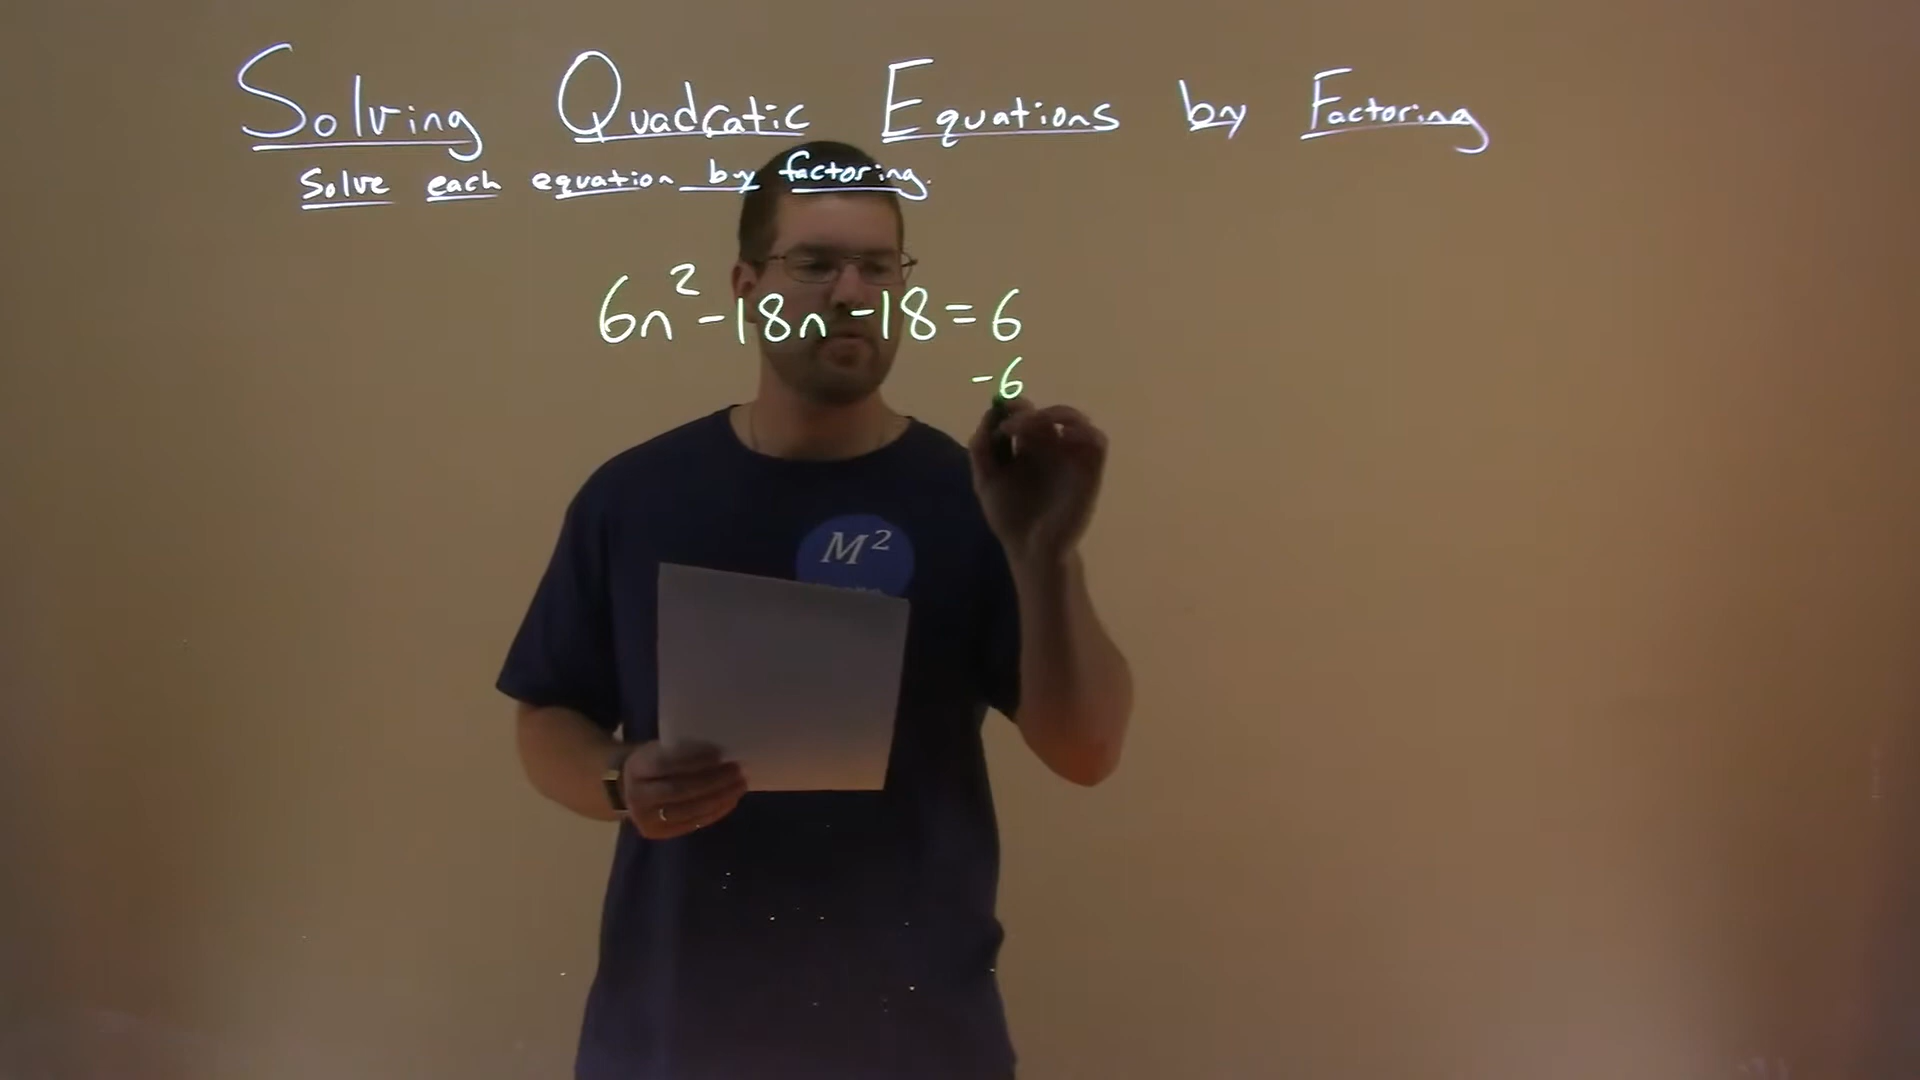 Solving Quadratic Equations by Factoring
Solve each equation by factoring.
6n² -18n -18 = 6
-6
M²